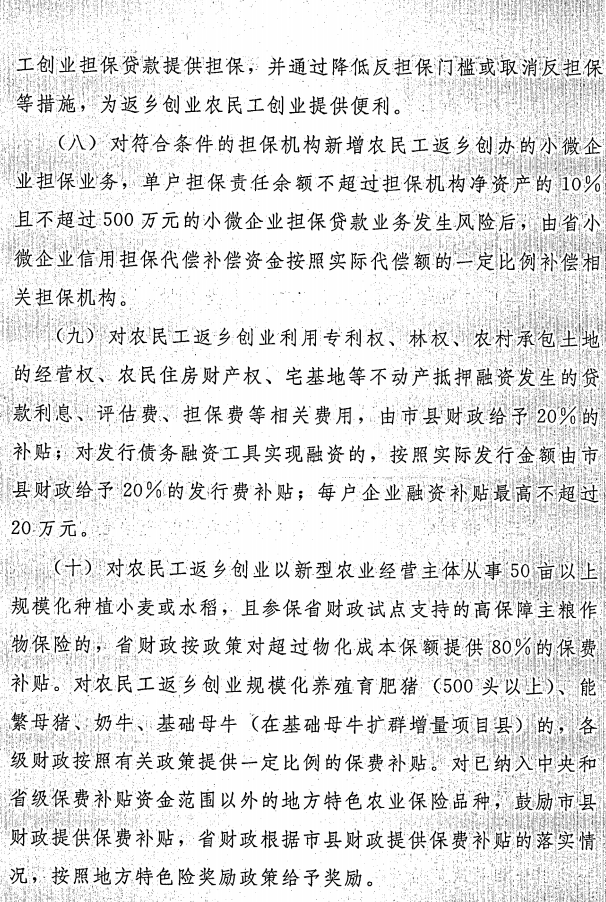 工创业担保贷款提供担保，并通过降低反担保门槛或取消反担保
等措施，为返乡创业农民工创业提供便利。
（八）对符合条件的担保机构新增农民工返乡创办的小微企
业担保业务，单户担保责任余额不超过担保机构净资产的10%
且不超过500万元的小微企业担保贷款业务发生风险后，由省小
微企业信用担保代偿补偿资金按照实际代偿额的一定比例补偿相
关担保机构。
（九）对农民工返乡创业利用专利权、林权、农村承包土地
的经营权、农民住房财产权、宅基地等不动产抵押融资发生的贷
款利息、评估费、担保费等相关费用，由市县财政给予20%的
补贴；对发行债务融资工具实现融资的，按照实际发行金额由市
县财政给予20%的发行费补贴；每户企业融资补贴最高不超过
20万元。
（十）对农民工返乡创业以新型农业经营主体从事50亩以上
规模化种植小麦或水稻，且参保省财政试点支持的高保障主粮作
物保险的，省财政按政策对超过物化成本保额提供80%的保费
补贴。对农民工返乡创业规模化养殖育肥猪（500头以上）、能
繁母猪、奶牛、基础母牛（在基础母牛扩群增量项目县）的，各
级财政按照有关政策提供一定比例的保费补贴。对已纳入中央和
省级保费补贴资金范围以外的地方特色农业保险品种，鼓励市县
财政提供保费补贴，省财政根据市县财政提供保费补贴的落实情
况，按照地方特色险奖励政策给予奖励。